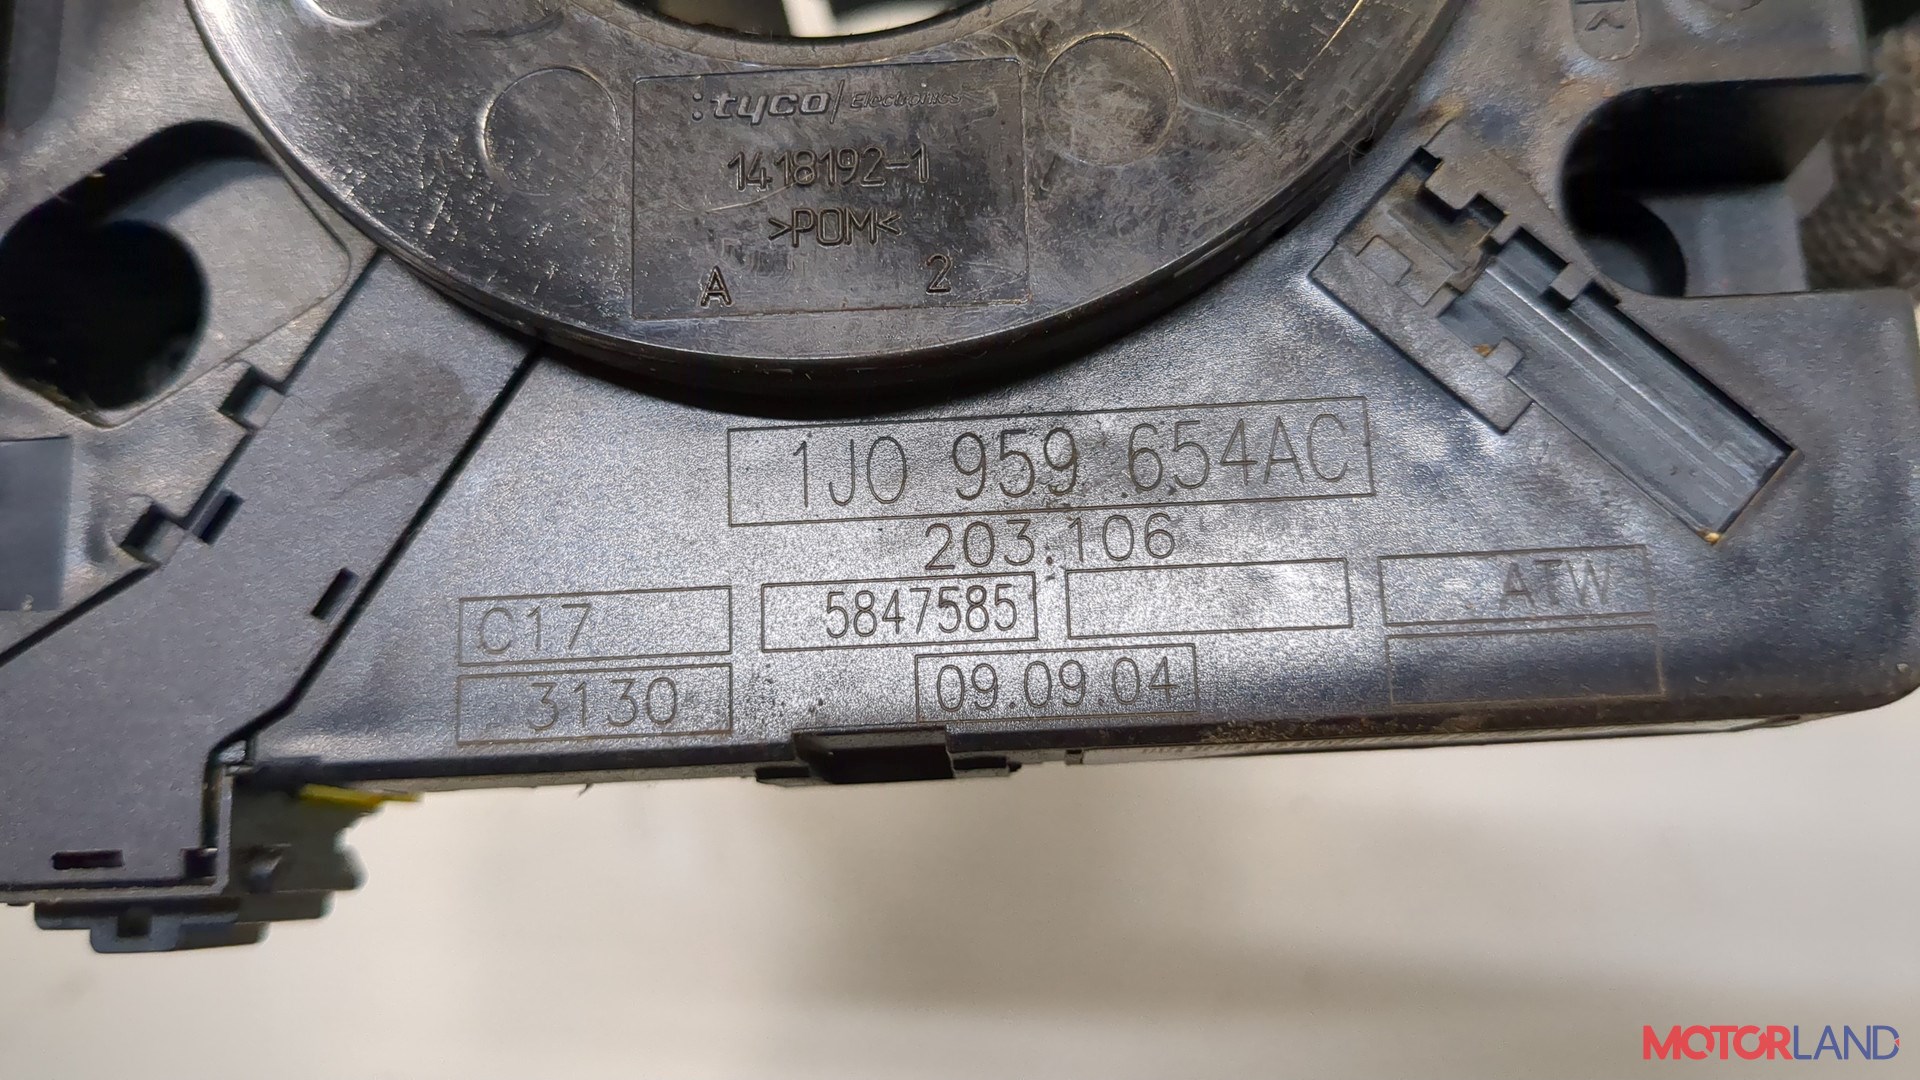 :tyco/Electronics
1418192-1
>POM<
A 2
1J0 959 654AC
203.106
C17 5847585 ATW
3130 09.09.04
MOTORLAND